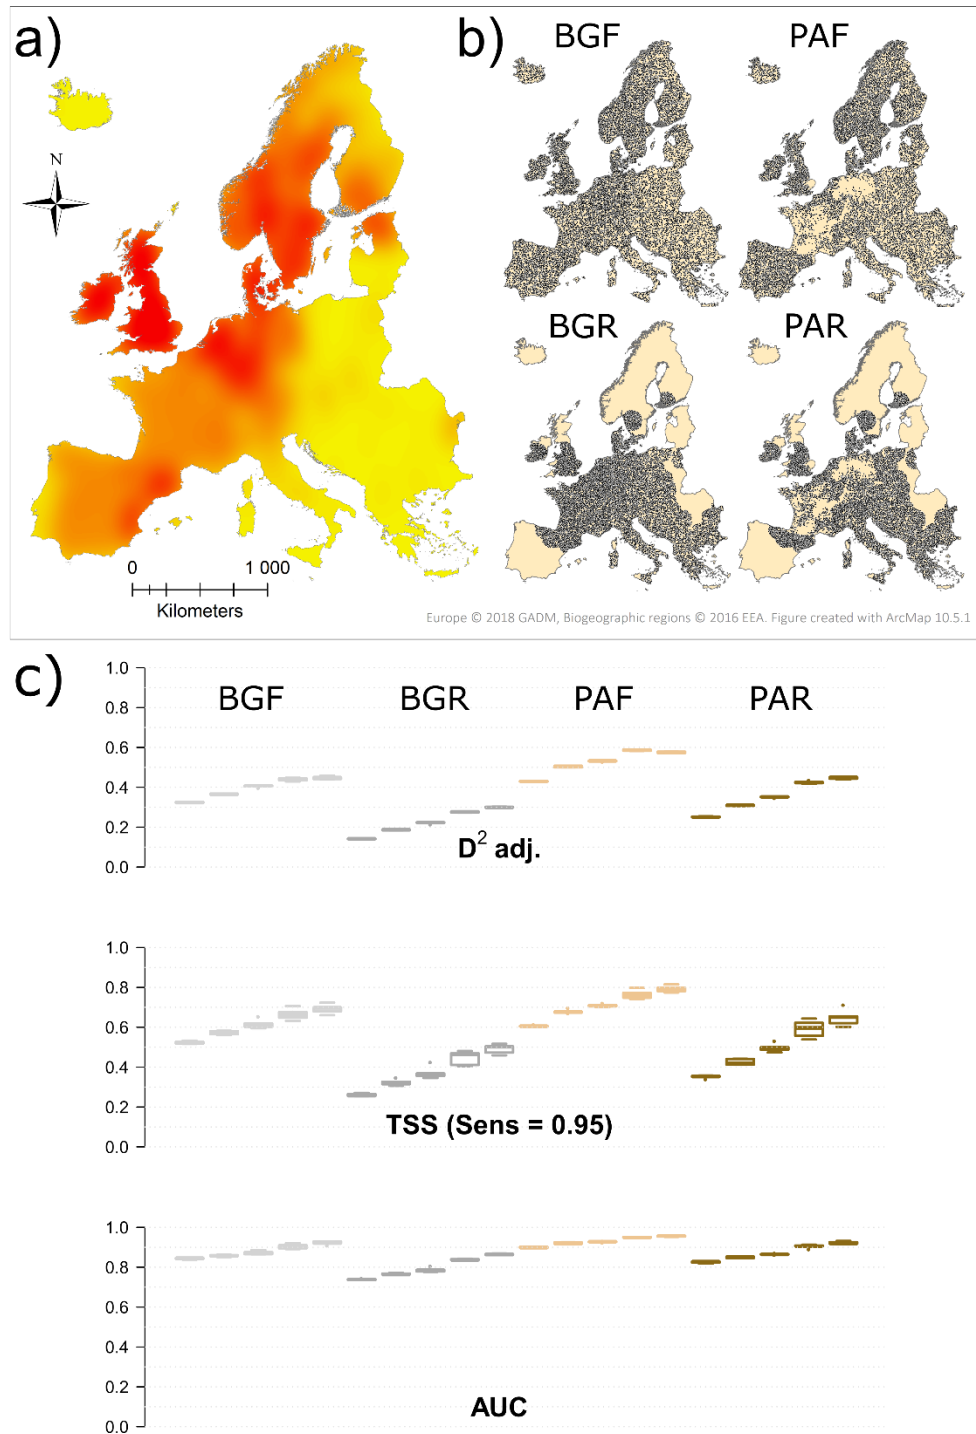 a)
N
0 1 000
Kilometers
b)
BGF PAF
BGR PAR
Europe © 2018 GADM, Biogeographic regions © 2016 EEA. Figure created with ArcMap 10.5.1
c)
BGF BGR PAF PAR
1.0
0.8
0.6
0.4
0.2
0.0
D² adj.
1.0
0.8
0.6
0.4
0.2
0.0
TSS (Sens = 0.95)
1.0
0.8
0.6
0.4
0.2
0.0
AUC